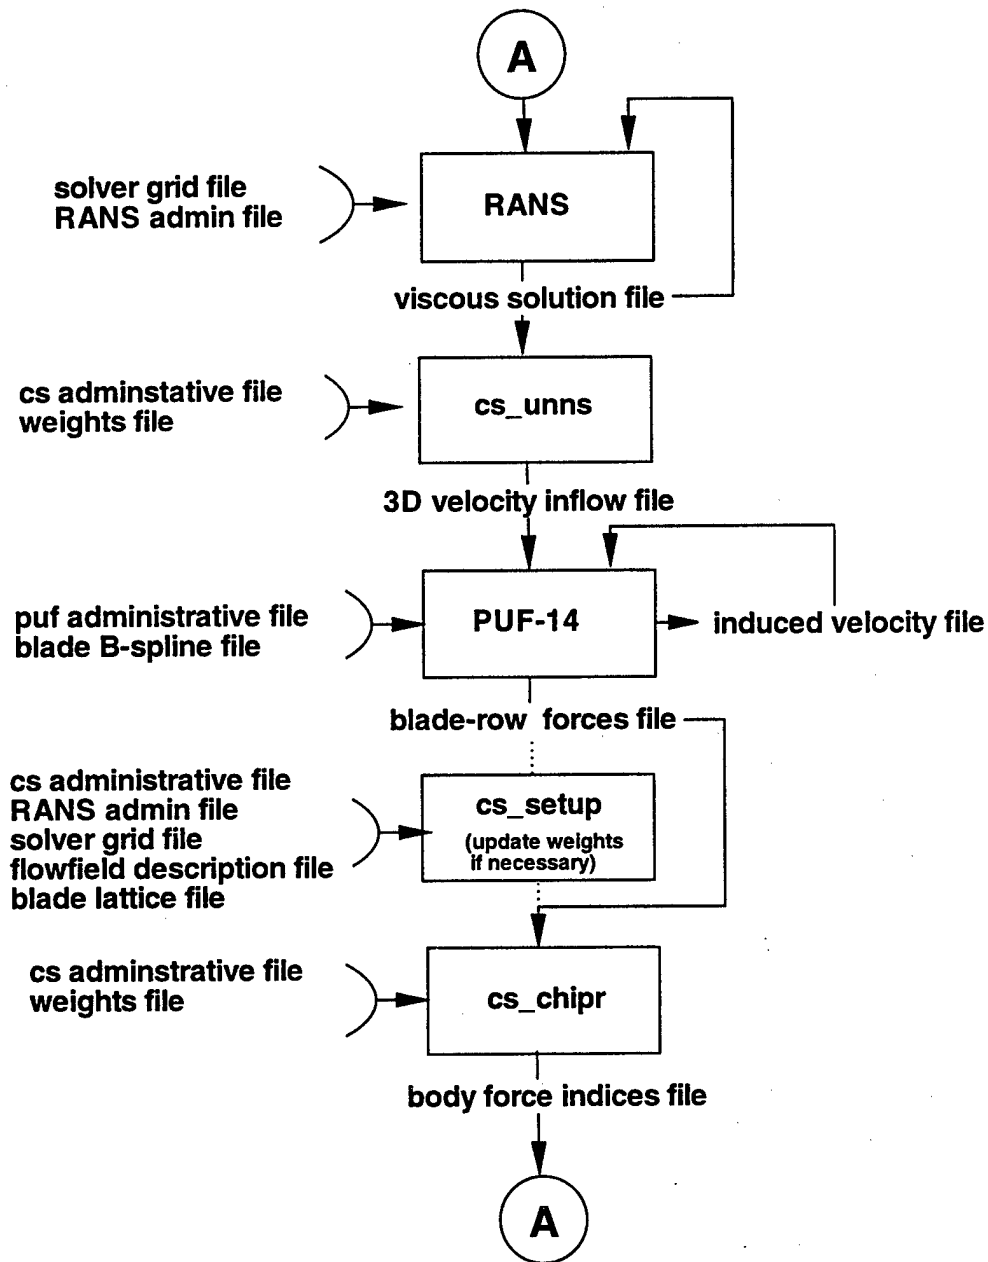 A
solver grid file
RANS admin file
RANS
viscous solution file
cs adminstative file
weights file
cs_unns
3D velocity inflow file
puf administrative file
blade B-spline file
PUF-14
induced velocity file
blade-row forces file
cs administrative file
RANS admin file
solver grid file
flowfield description file
blade lattice file
cs_setup
(update weights
if necessary)
cs adminstrative file
weights file
cs_chipr
body force indices file
A